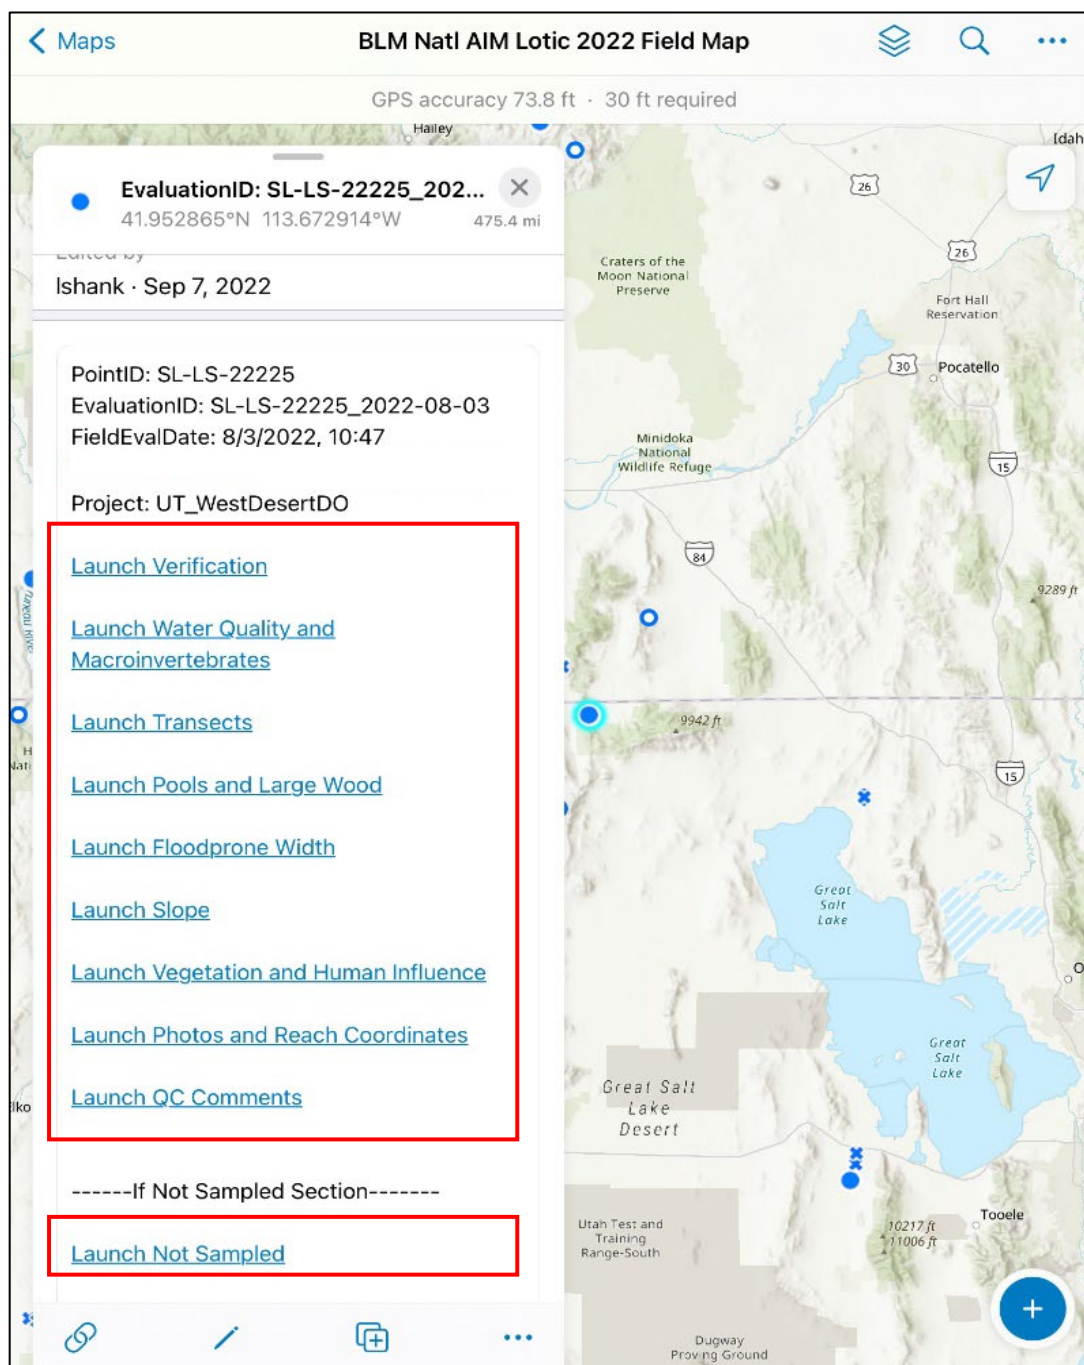 Maps
BLM Natl AIM Lotic 2022 Field Map
GPS accuracy 73.8 ft · 30 ft required
Hailey
EvaluationID: SL-LS-22225_202...
41.952865°N 113.672914°W
475.4 mi
Edited by
lshank · Sep 7, 2022
PointID: SL-LS-22225
EvaluationID: SL-LS-22225_2022-08-03
FieldEvalDate: 8/3/2022, 10:47
Project: UT_WestDesertDO
Launch Verification
Launch Water Quality and
Macroinvertebrates
Launch Transects
Launch Pools and Large Wood
Launch Floodprone Width
Launch Slope
Launch Vegetation and Human Influence
Launch Photos and Reach Coordinates
Launch QC Comments
------If Not Sampled Section-------
Launch Not Sampled
Idah
26
26
Craters of the
Moon National
Preserve
Fort Hall
Reservation
30
Pocatello
Minidoka
National
Wildlife Refuge
15
84
9289 ft
9942 ft
15
Great
Salt
Lake
Great
Salt
Lake
Great Salt
Lake
Desert
Utah Test and
Training
Range-South
10217 ft
11006 ft
Tooele
Dugway
Proving Ground